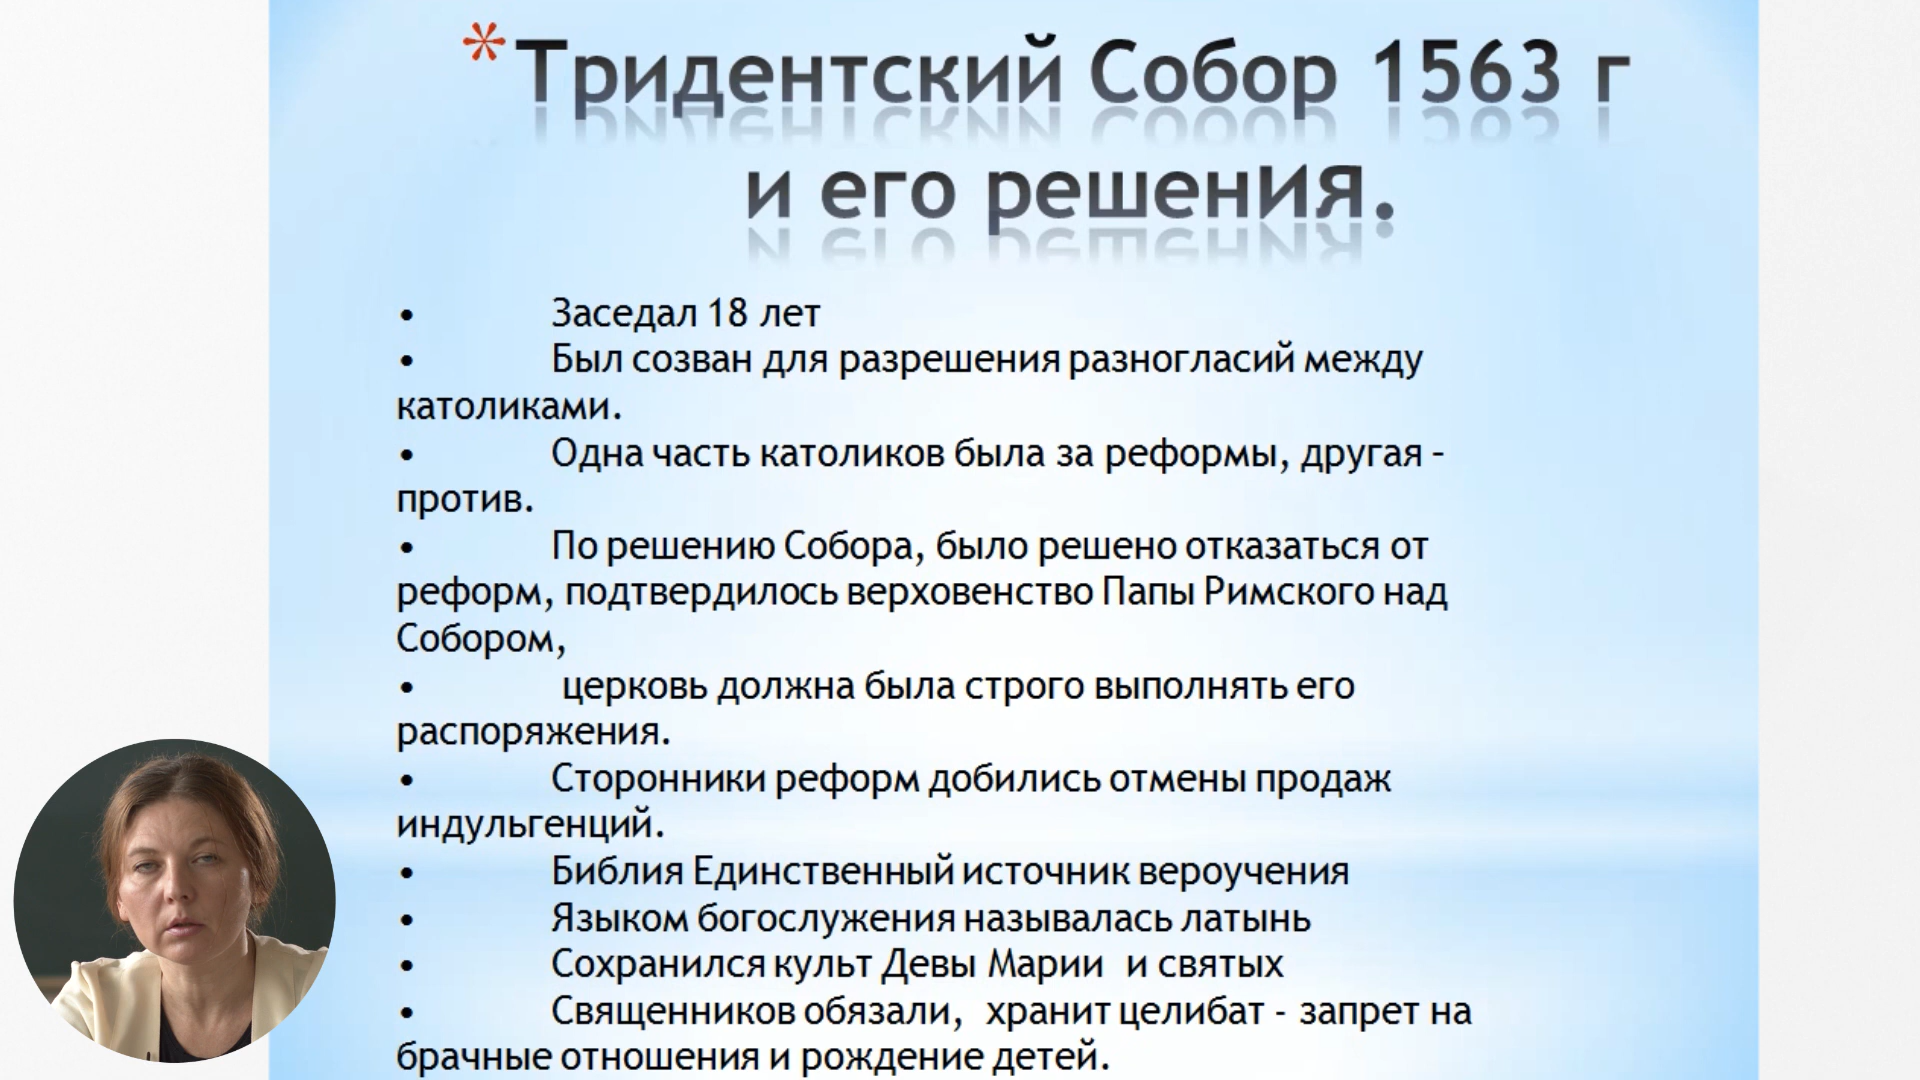 * Тридентский Собор 1563 г
и его решения.
• Заседал 18 лет
• Был созван для разрешения разногласий между
католиками.
• Одна часть католиков была за реформы, другая –
против.
• По решению Собора, было решено отказаться от
реформ, подтвердилось верховенство Папы Римского над
Собором,
• церковь должна была строго выполнять его
распоряжения.
• Сторонники реформ добились отмены продаж
индульгенций.
• Библия Единственный источник вероучения
• Языком богослужения называлась латынь
• Сохранился культ Девы Марии и святых
• Священников обязали, хранит целибат - запрет на
брачные отношения и рождение детей.